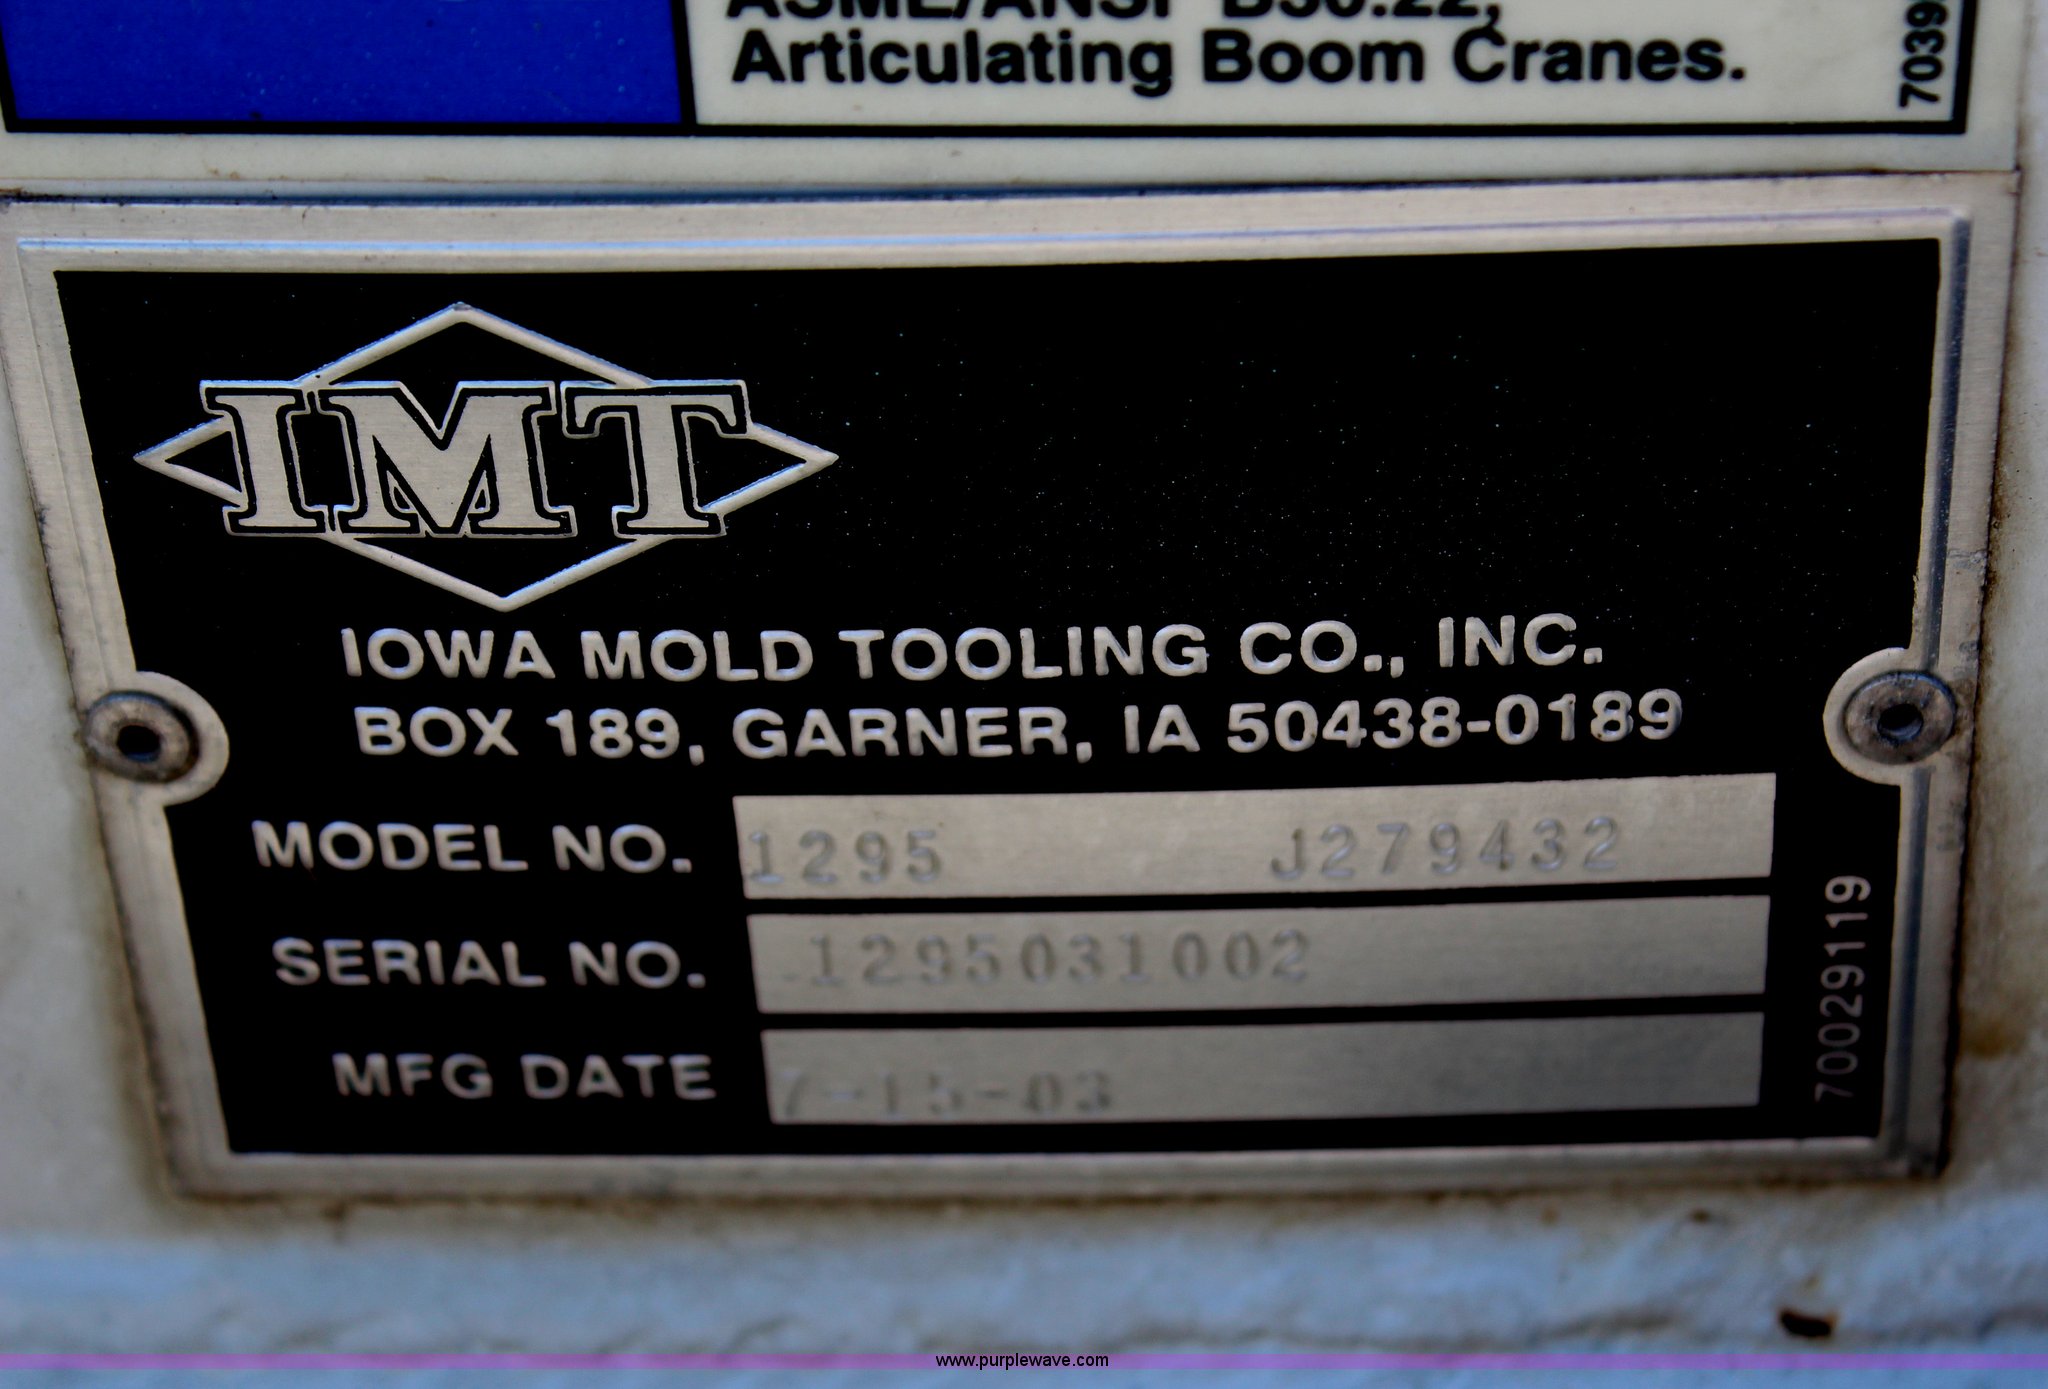 ASME/ANSI B30.22,
Articulating Boom Cranes.
7039
IMT
IOWA MOLD TOOLING CO., INC.
BOX 189, GARNER, IA 50438-0189
MODEL NO. 1295 J279432
SERIAL NO. 1295031002
MFG DATE 7-15-03
70029119
www.purplewave.com